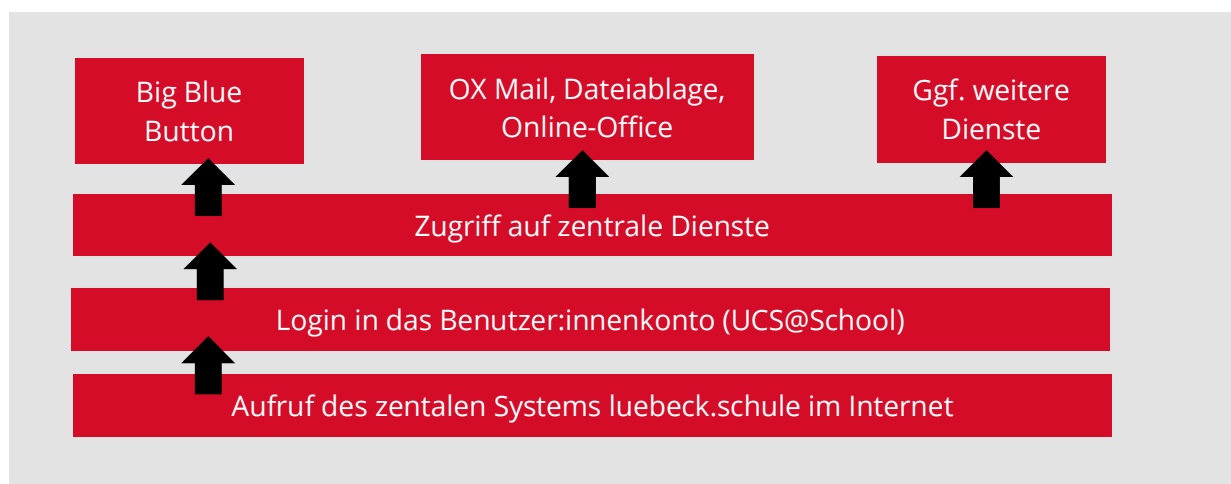 Big Blue
Button
OX Mail, Dateiablage,
Online-Office
Ggf. weitere
Dienste
Zugriff auf zentrale Dienste
Login in das Benutzer:innenkonto (UCS@School)
Aufruf des zentalen Systems luebeck.schule im Internet